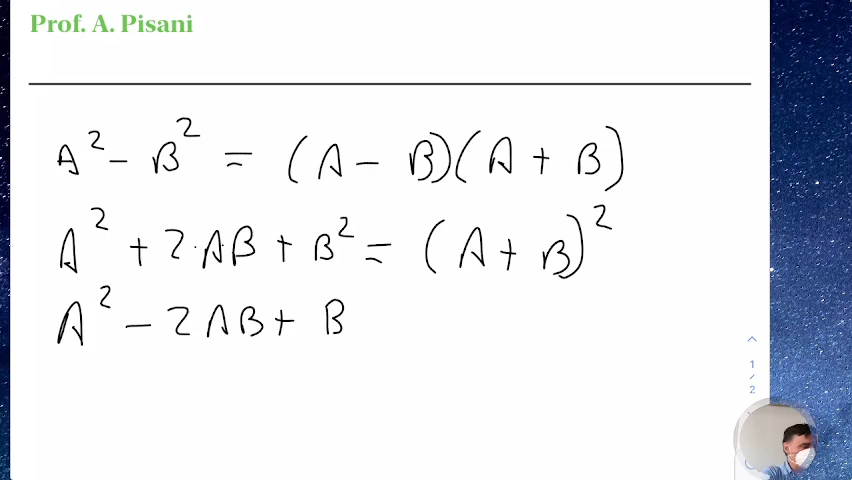 Prof. A. Pisani
A² - B² = (A - B)(A + B)
A² + 2·AB + B² = (A + B)²
A² - 2AB + B
1
/
2